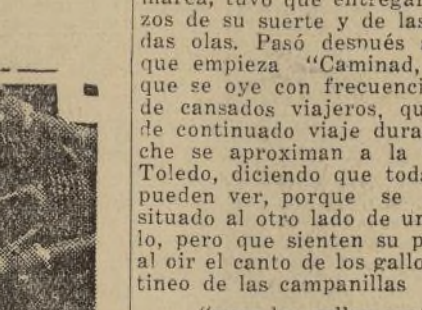 marca, tuvo que entregar
zos de su suerte y de las
das olas. Pasó desnués
que empieza “Caminad,
que se oye con frecuenci
de cansados viajeros, qu
de continuado viaje dura
che se aproximan a la
Toledo, diciendo que toda
pueden ver, porque se
situado al otro lado de un
lo, pero que sienten su p
al oir el canto de los gallo
tineo de las campanillas